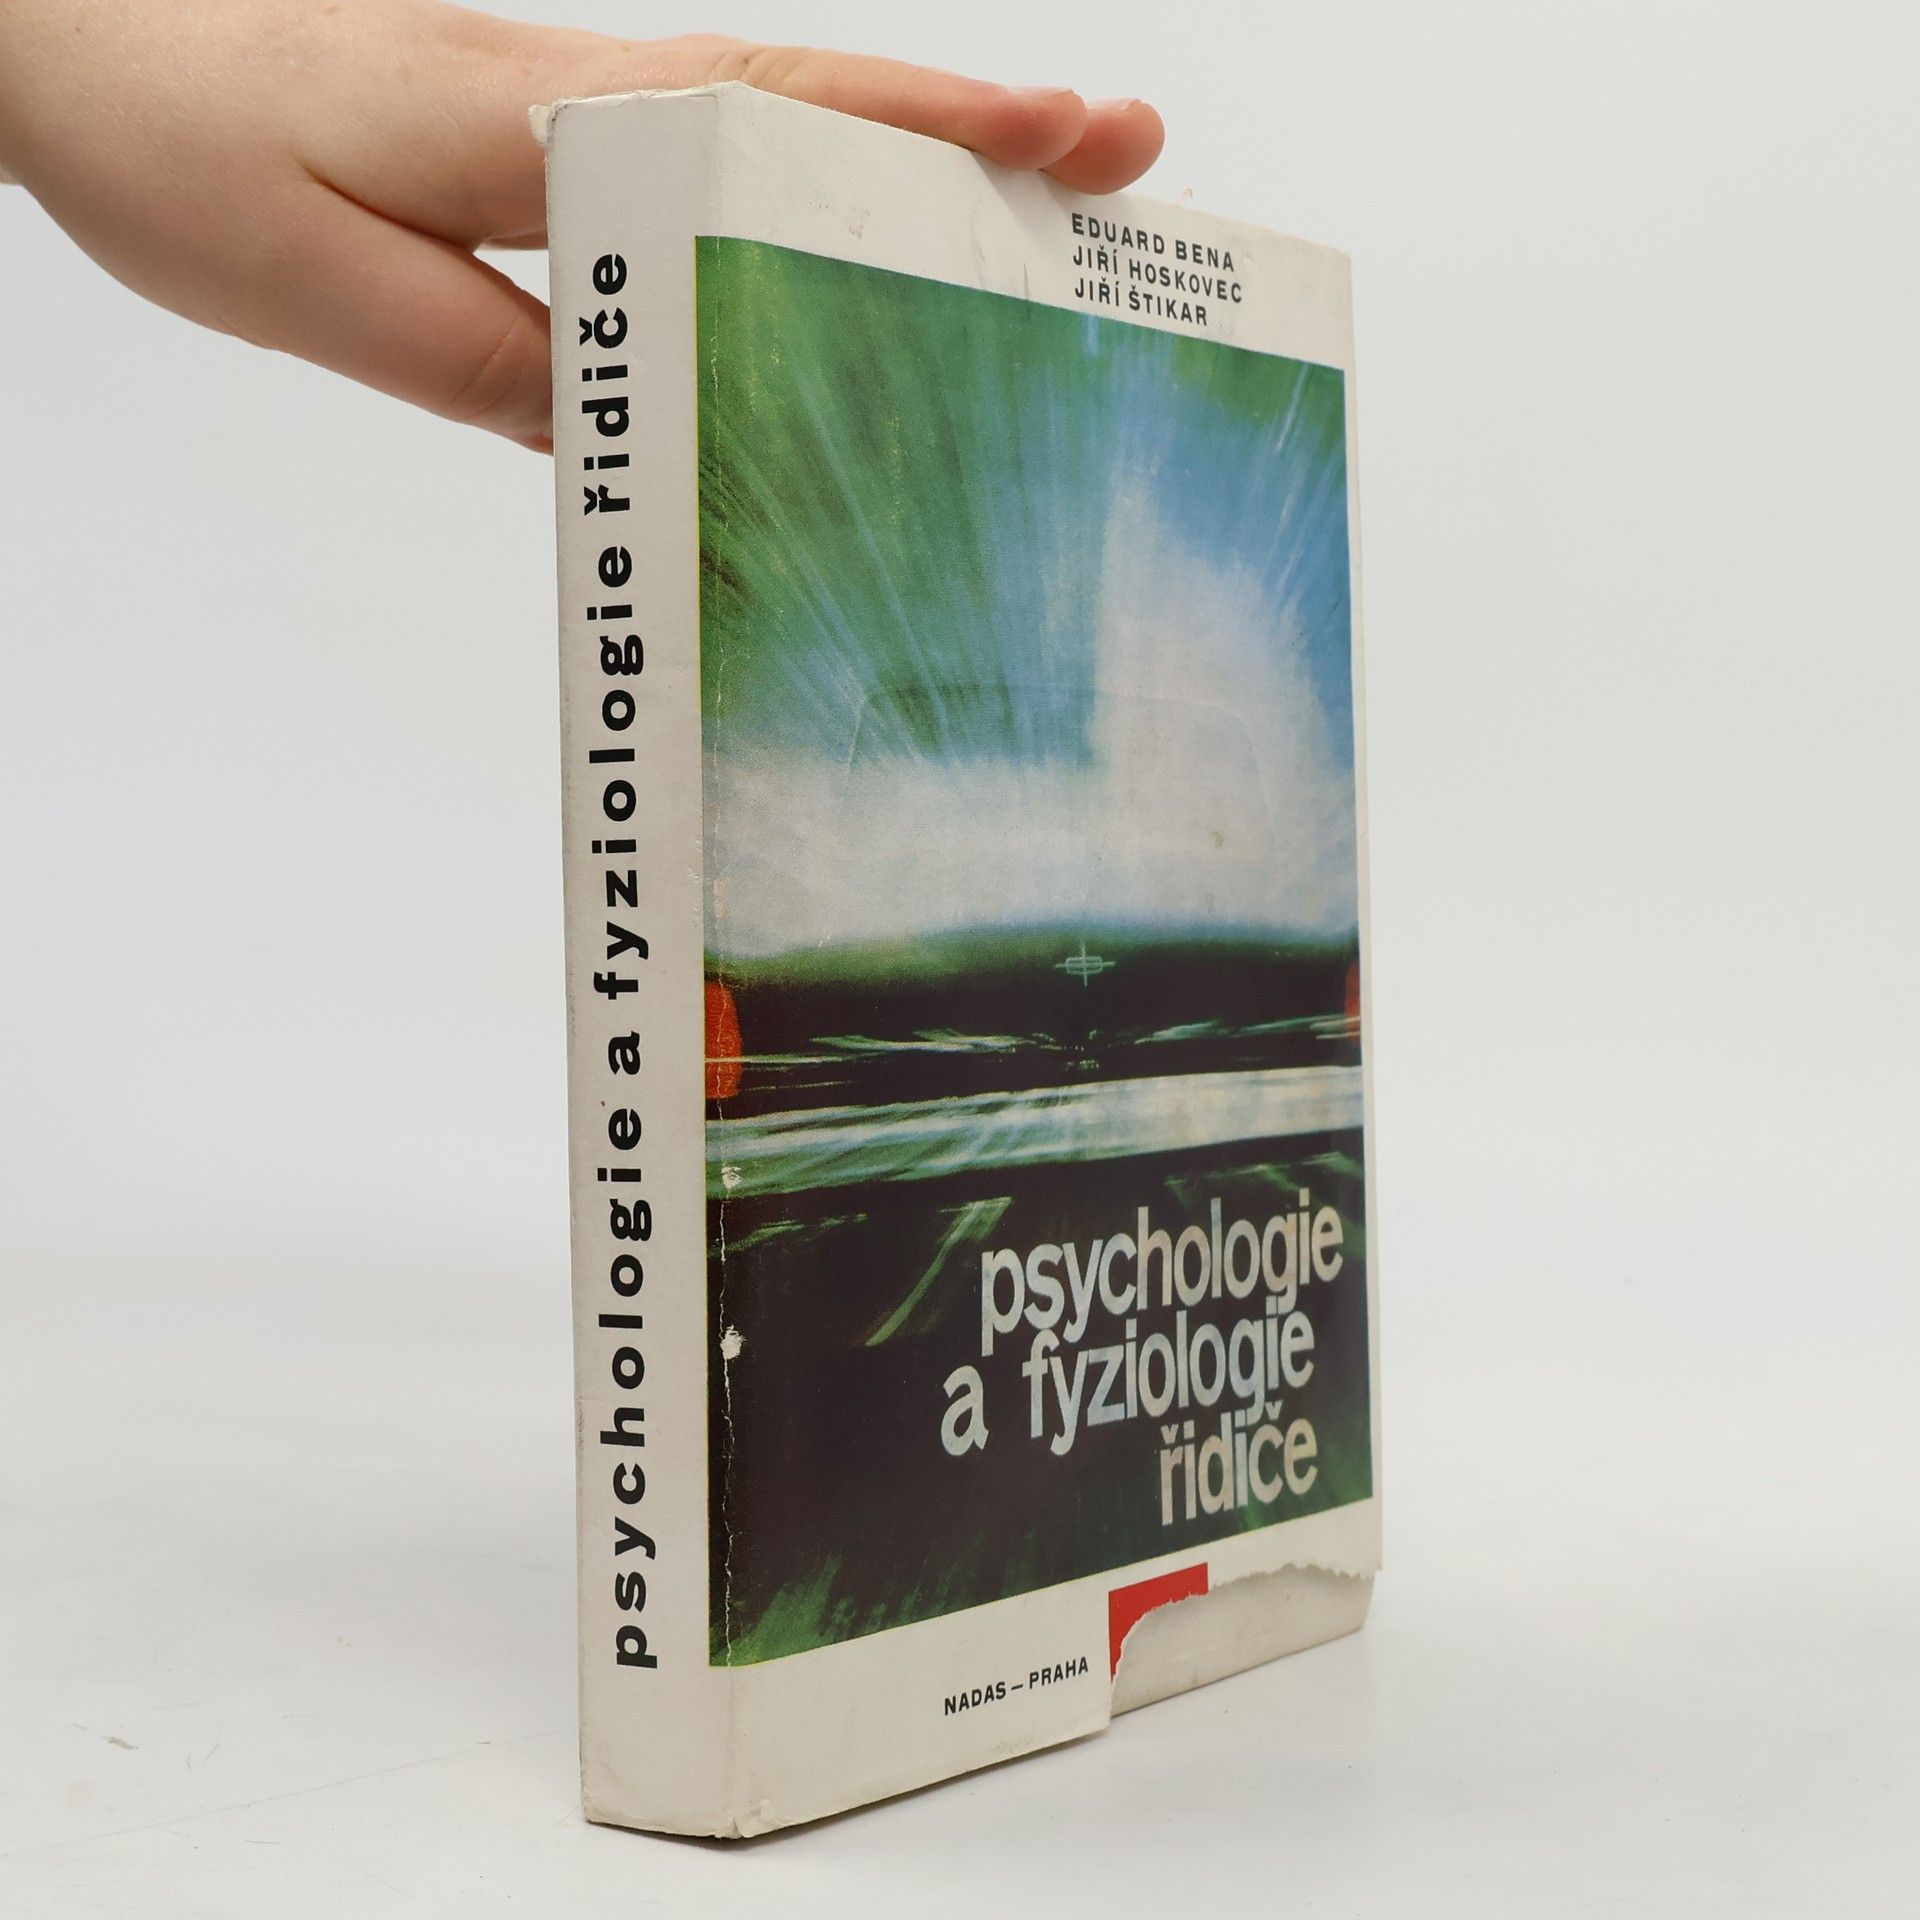 psychologie a fyziologie řidiče
EDUARD BENA
JIŘÍ HOSKOVEC
JIŘÍ ŠTIKAR
psychologie
a fyziologie
řidiče
NADAS – PRAHA